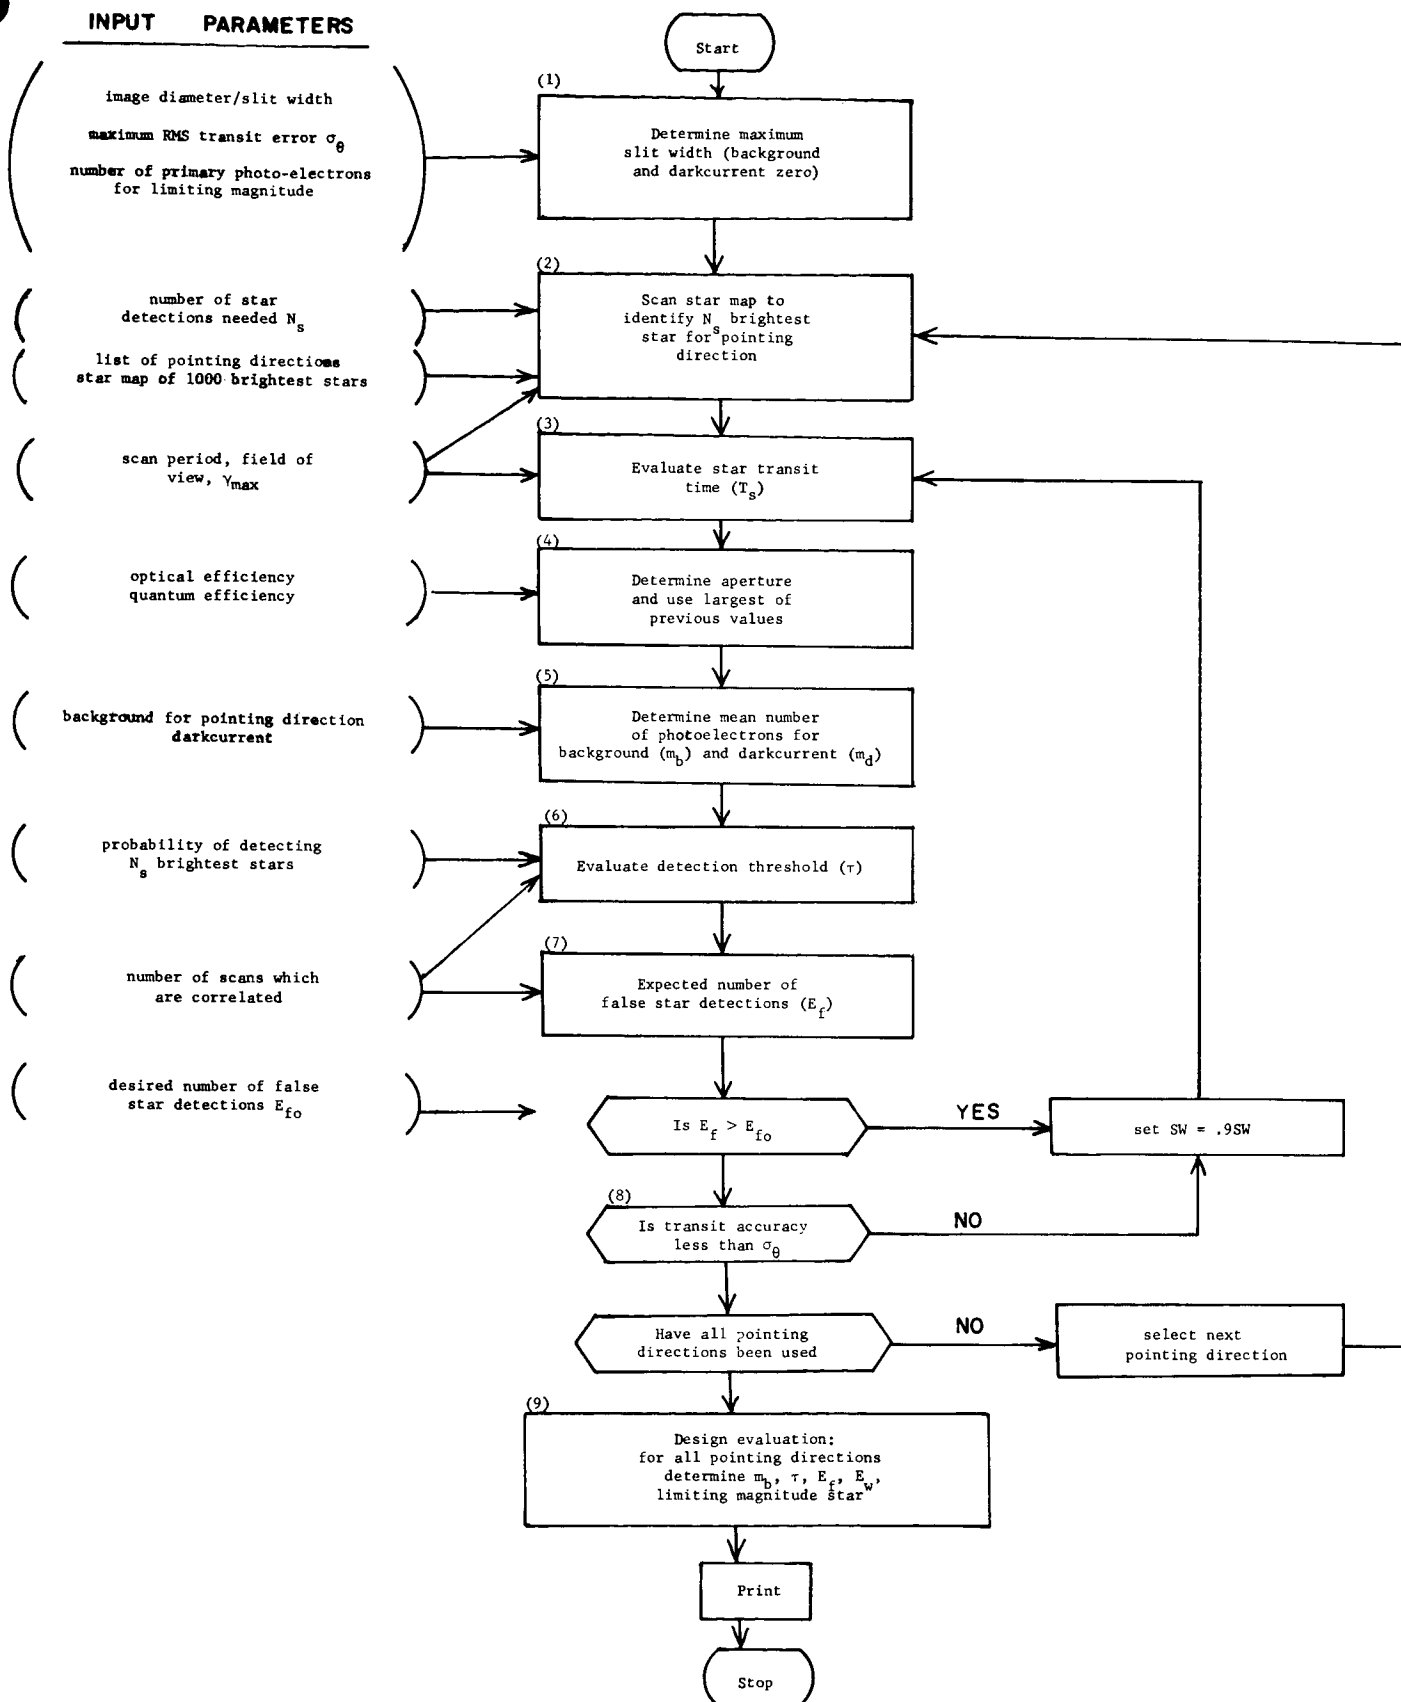 INPUT PARAMETERS
Start
image diameter/slit width
maximum RMS transit error σθ
number of primary photo-electrons
for limiting magnitude
(1)
Determine maximum
slit width (background
and darkcurrent zero)
number of star
detections needed Ns
list of pointing directions
star map of 1000 brightest stars
(2)
Scan star map to
identify Ns brightest
star for pointing
direction
scan period, field of
view, γmax
(3)
Evaluate star transit
time (Ts)
optical efficiency
quantum efficiency
(4)
Determine aperture
and use largest of
previous values
background for pointing direction
darkcurrent
(5)
Determine mean number
of photoelectrons for
background (mb) and darkcurrent (md)
probability of detecting
Ns brightest stars
(6)
Evaluate detection threshold (τ)
number of scans which
are correlated
(7)
Expected number of
false star detections (Ef)
desired number of false
star detections Efo
Is Ef > Efo
YES
set SW = .9SW
(8)
Is transit accuracy
less than σθ
NO
Have all pointing
directions been used
NO
select next
pointing direction
(9)
Design evaluation:
for all pointing directions
determine mb, τ, Ef, Ew,
limiting magnitude star
Print
Stop